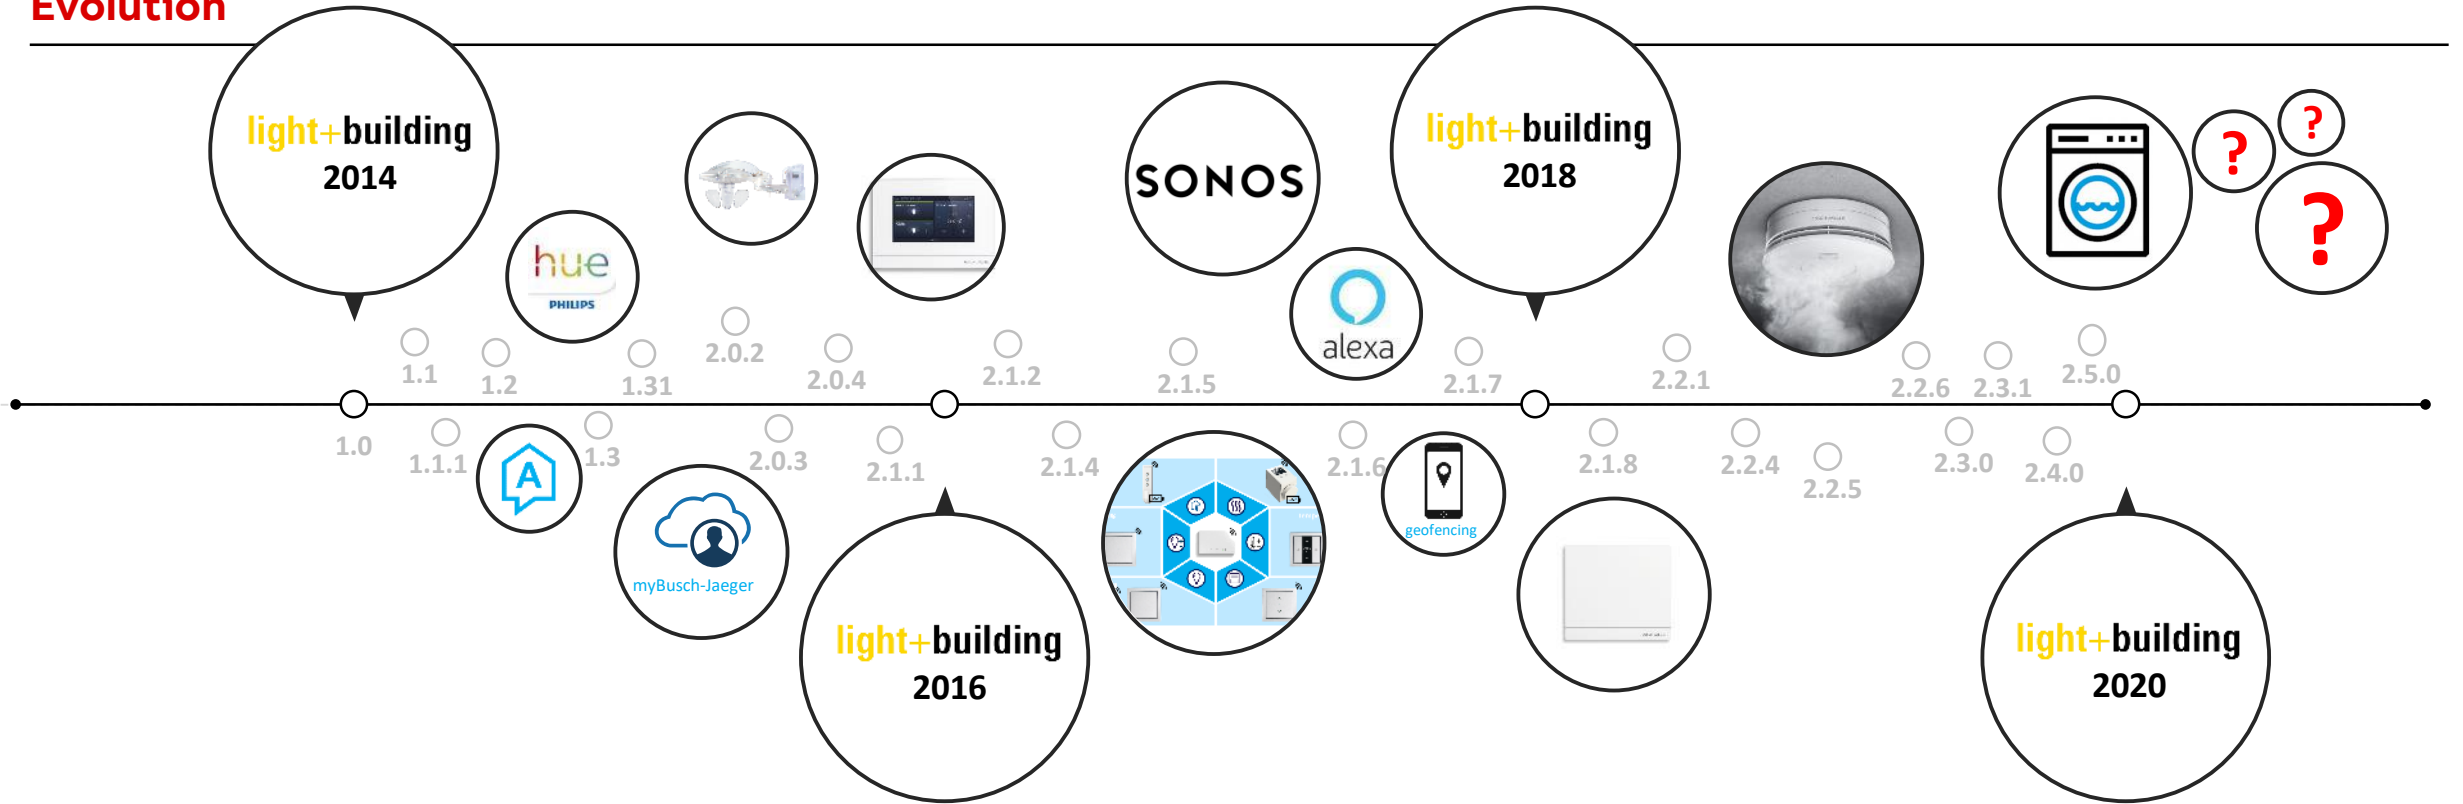 Evolution
light+building
2014
hue
PHILIPS
SONOS
alexa
light+building
2018
?
?
?
1.1
1.2
1.31
2.0.2
2.0.4
2.1.2
2.1.5
2.1.7
2.2.1
2.2.6
2.3.1
2.5.0
1.0
1.1.1
A
1.3
myBusch-Jaeger
2.0.3
2.1.1
light+building
2016
2.1.4
2.1.6
geofencing
2.1.8
2.2.4
2.2.5
2.3.0
2.4.0
light+building
2020